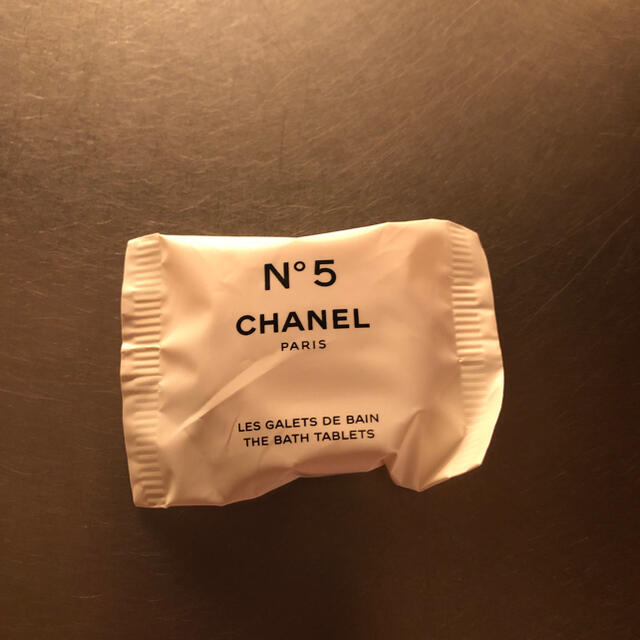 N°5
CHANEL
PARIS
LES GALETS DE BAIN
THE BATH TABLETS